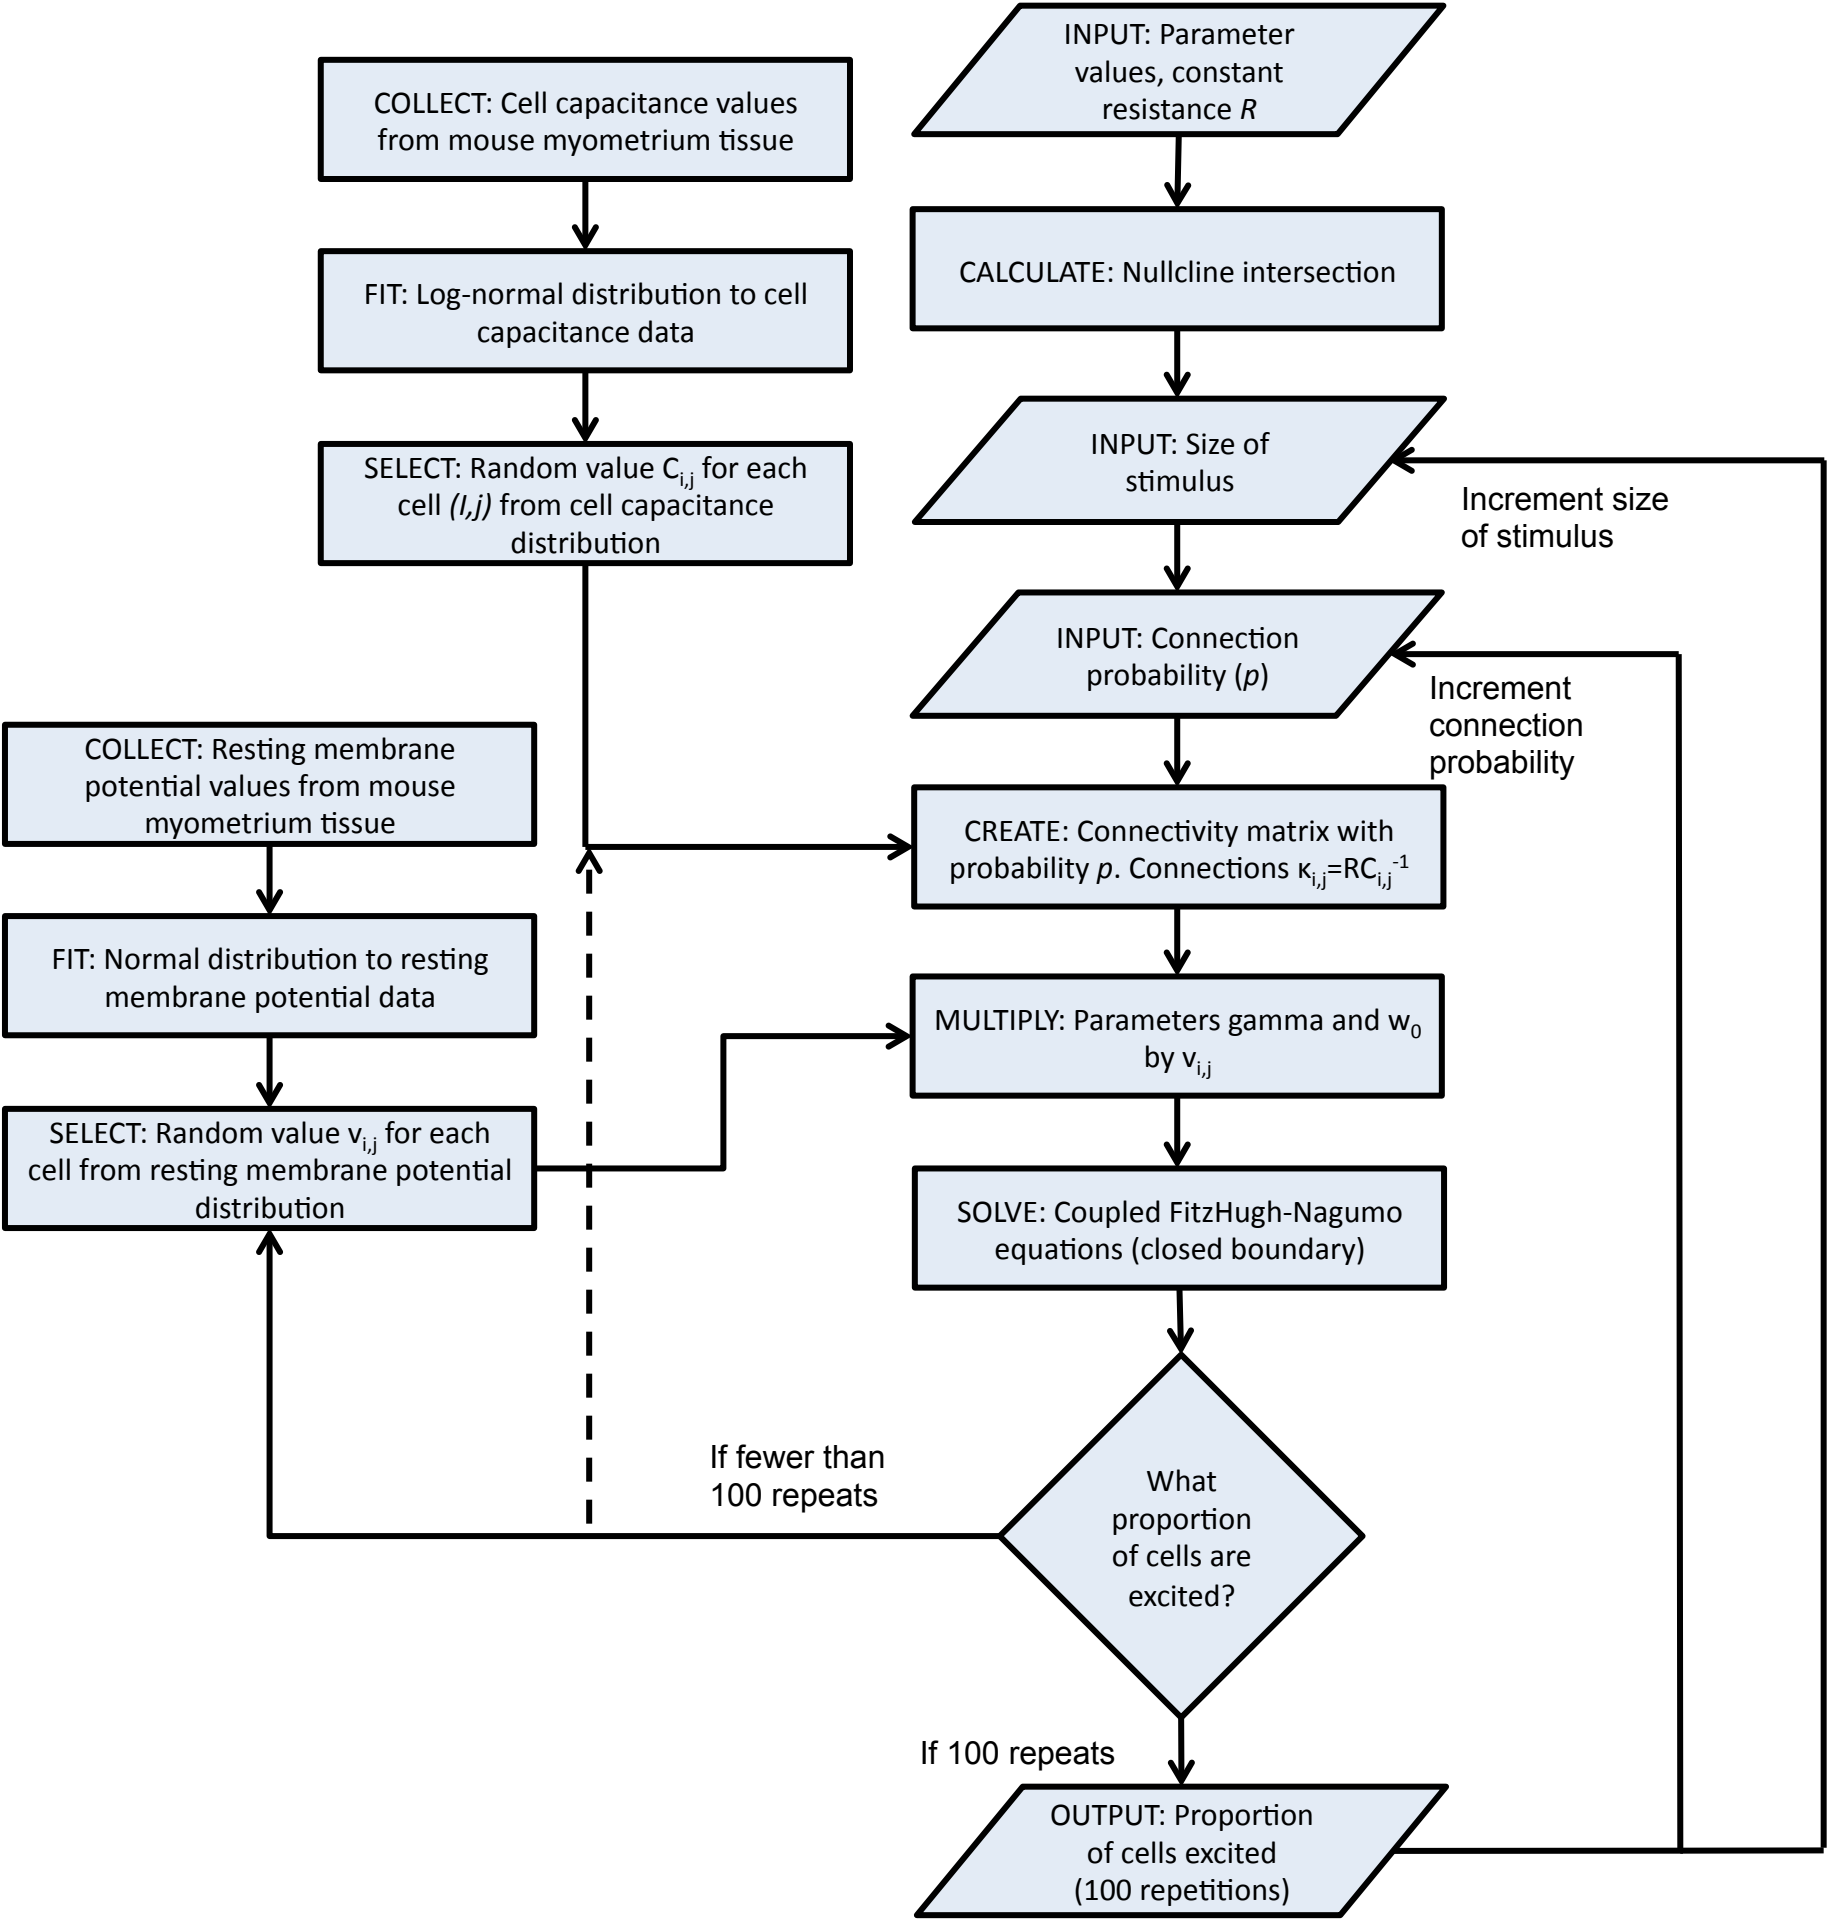 INPUT: Parameter
values, constant
resistance R
COLLECT: Cell capacitance values
from mouse myometrium tissue
CALCULATE: Nullcline intersection
FIT: Log-normal distribution to cell
capacitance data
INPUT: Size of
stimulus
SELECT: Random value Ci,j for each
cell (I,j) from cell capacitance
distribution
Increment size
of stimulus
INPUT: Connection
probability (p)
Increment
connection
probability
COLLECT: Resting membrane
potential values from mouse
myometrium tissue
CREATE: Connectivity matrix with
probability p. Connections κi,j=RCi,j-1
FIT: Normal distribution to resting
membrane potential data
MULTIPLY: Parameters gamma and w0
by vi,j
SELECT: Random value vi,j for each
cell from resting membrane potential
distribution
SOLVE: Coupled FitzHugh-Nagumo
equations (closed boundary)
If fewer than
100 repeats
What
proportion
of cells are
excited?
If 100 repeats
OUTPUT: Proportion
of cells excited
(100 repetitions)